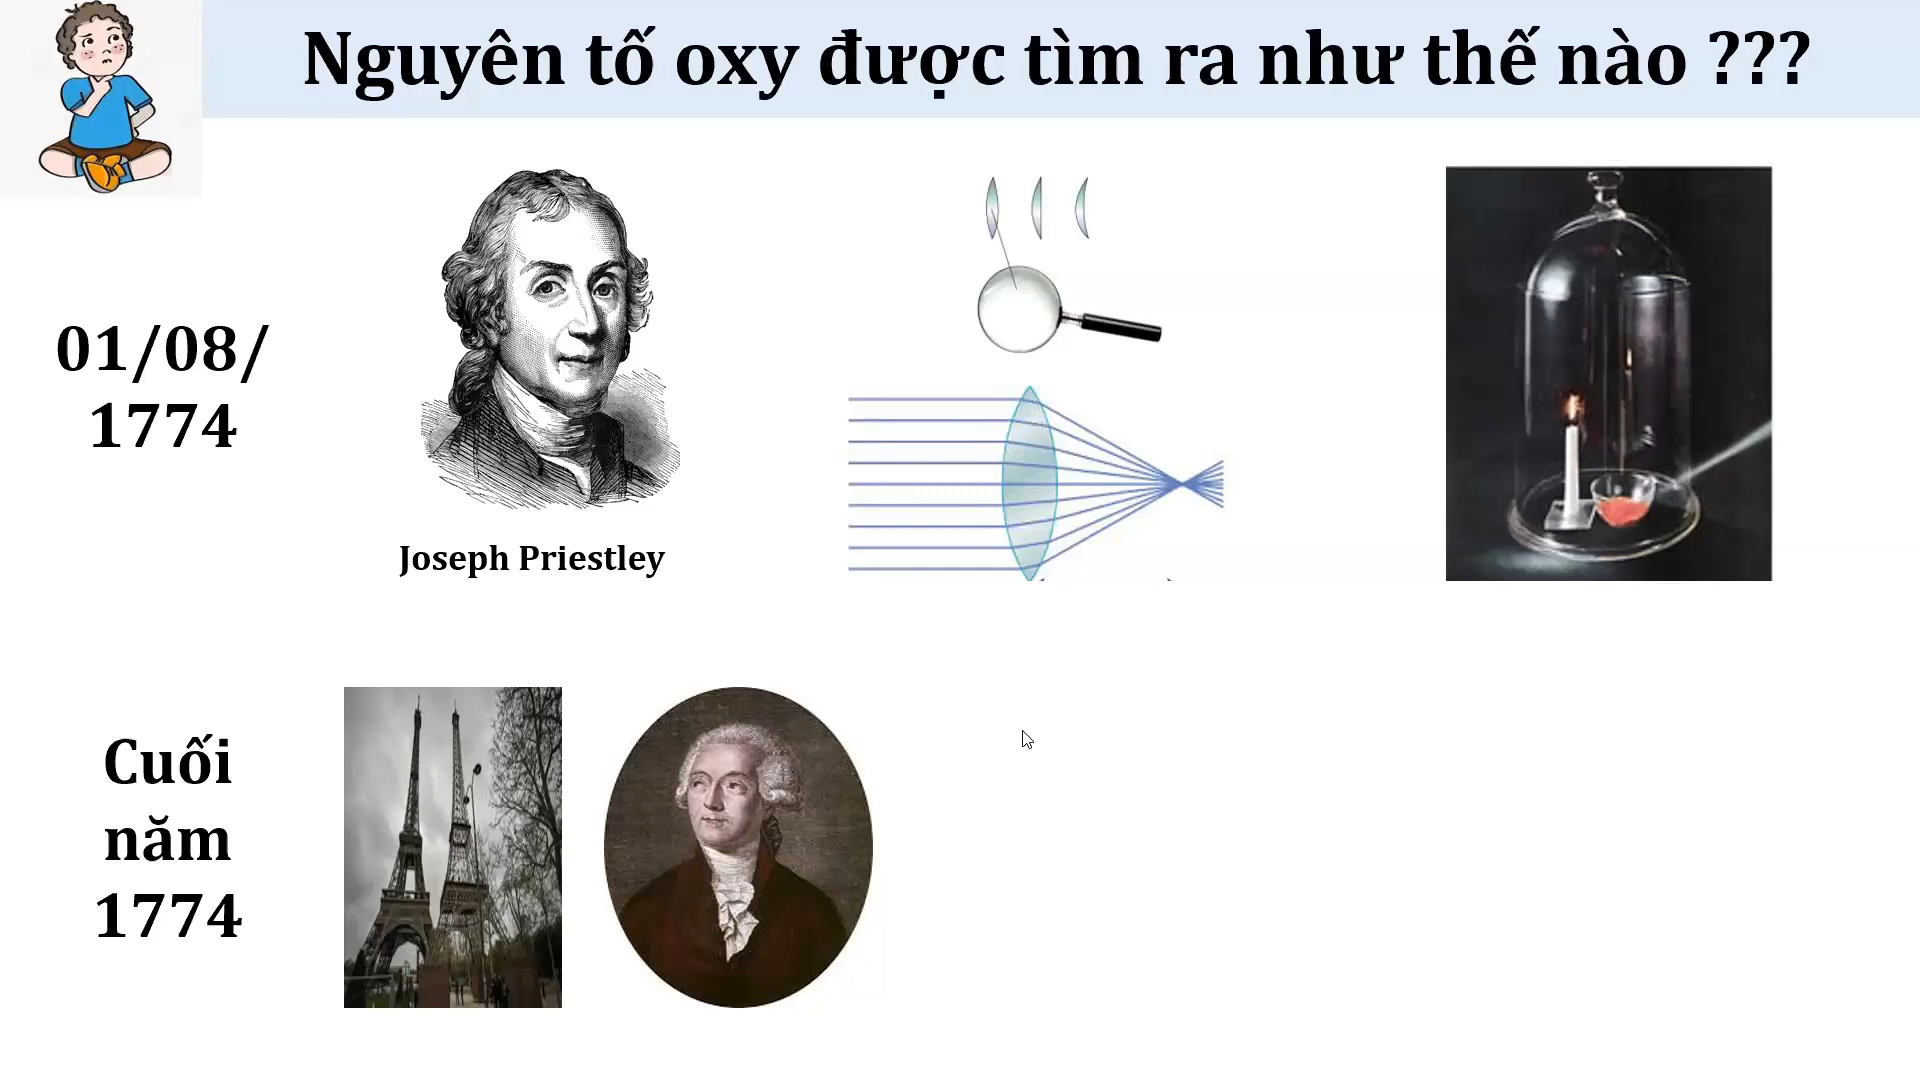 Nguyên tố oxy được tìm ra như thế nào ???
01/08/
1774
Joseph Priestley
Cuối
năm
1774